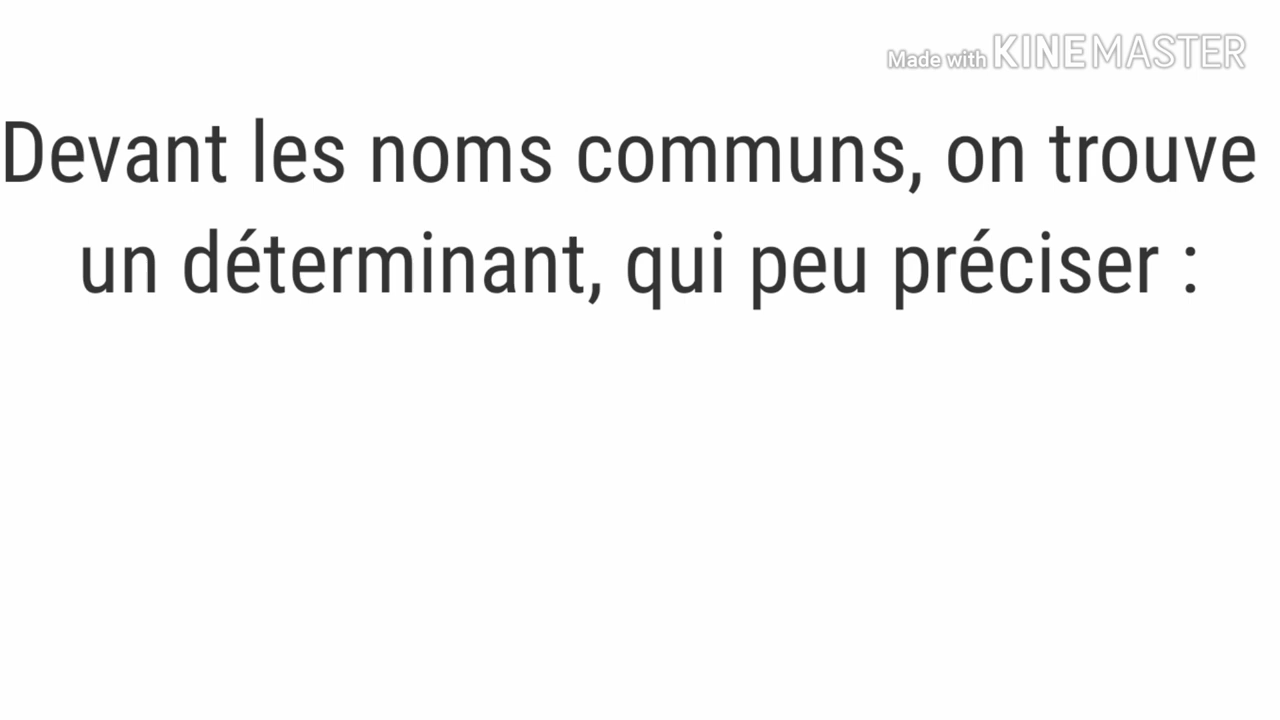 Made with KINEMASTER
Devant les noms communs, on trouve
un déterminant, qui peu préciser :